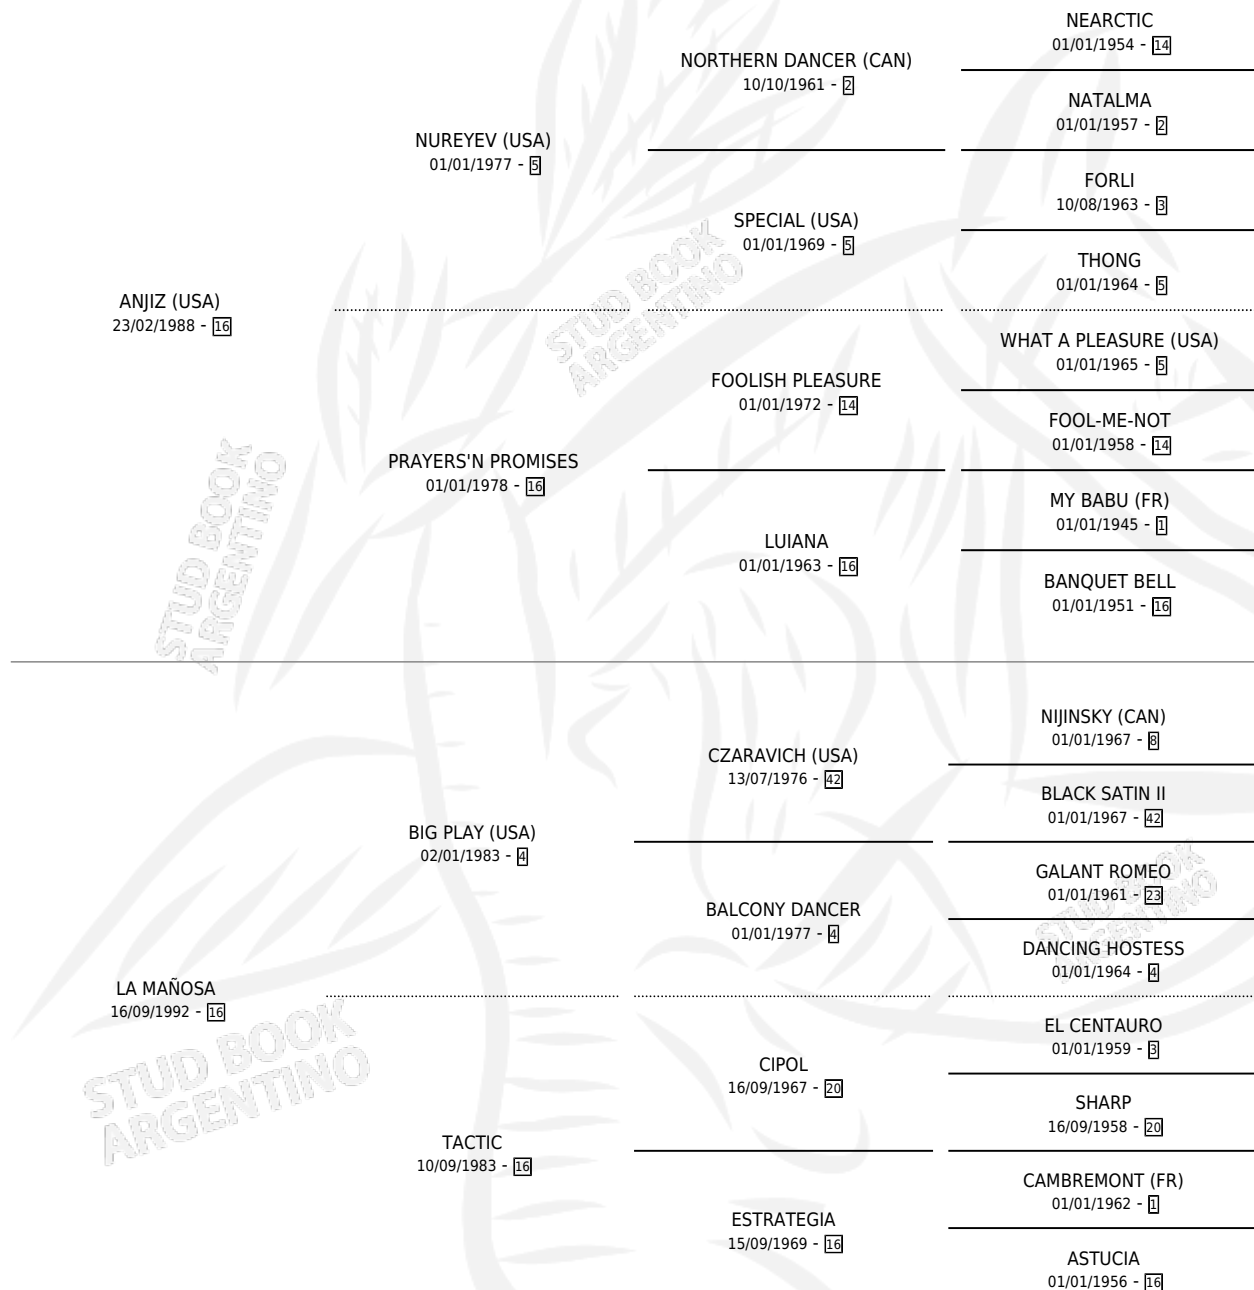 NEARCTIC
01/01/1954 - 14
NORTHERN DANCER (CAN)
10/10/1961 - 2
NATALMA
01/01/1957 - 2
NUREYEV (USA)
01/01/1977 - 5
FORLI
10/08/1963 - 3
SPECIAL (USA)
01/01/1969 - 5
THONG
01/01/1964 - 5
ANJIZ (USA)
23/02/1988 - 16
WHAT A PLEASURE (USA)
01/01/1965 - 5
FOOLISH PLEASURE
01/01/1972 - 14
FOOL-ME-NOT
01/01/1958 - 14
PRAYERS'N PROMISES
01/01/1978 - 16
MY BABU (FR)
01/01/1945 - 1
LUIANA
01/01/1963 - 16
BANQUET BELL
01/01/1951 - 16
NIJINSKY (CAN)
01/01/1967 - 8
CZARAVICH (USA)
13/07/1976 - 42
BLACK SATIN II
01/01/1967 - 42
BIG PLAY (USA)
02/01/1983 - 4
GALANT ROMEO
01/01/1961 - 23
BALCONY DANCER
01/01/1977 - 4
DANCING HOSTESS
01/01/1964 - 4
LA MAÑOSA
16/09/1992 - 16
EL CENTAURO
01/01/1959 - 3
CIPOL
16/09/1967 - 20
SHARP
16/09/1958 - 20
TACTIC
10/09/1983 - 16
CAMBREMONT (FR)
01/01/1962 - 1
ESTRATEGIA
15/09/1969 - 16
ASTUCIA
01/01/1956 - 16
STUD BOOK
ARGENTINO
STUD BOOK
ARGENTINO
STUD BOOK
ARGENTINO
STUD BOOK
ARGENTINO